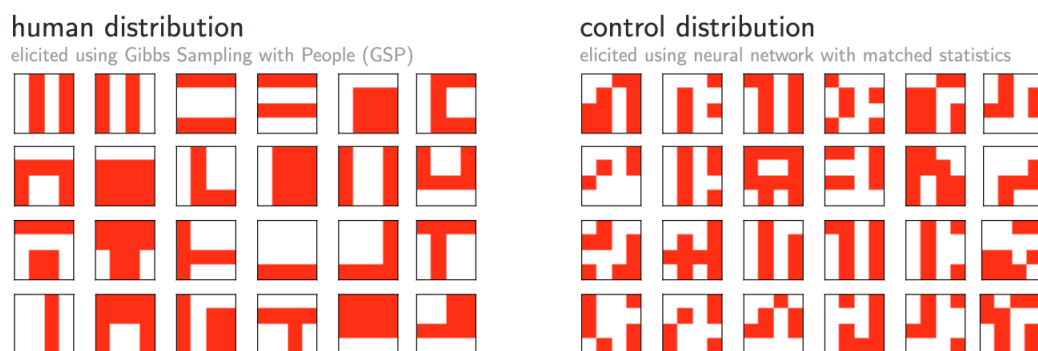 human distribution
elicited using Gibbs Sampling with People (GSP)
control distribution
elicited using neural network with matched statistics